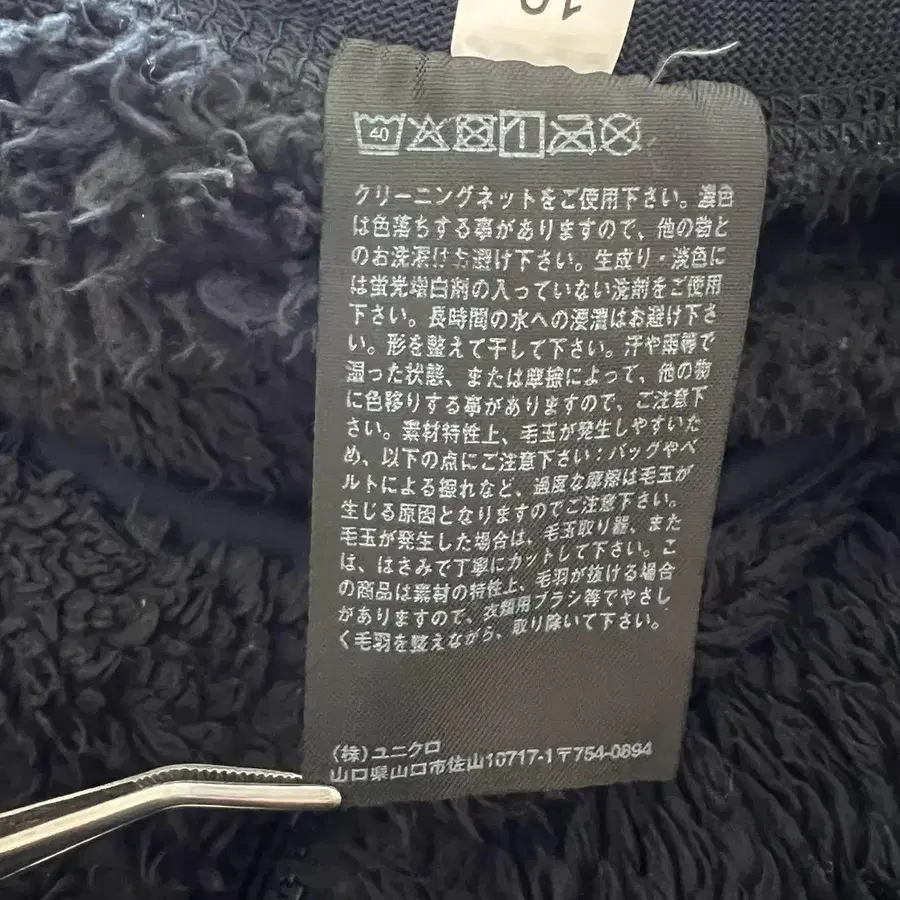 10
40
クリーニングネットをご使用下さい。濃色
は色落ちする事がありますので、他の物と
のお洗濯はお避け下さい。生成り・淡色に
は蛍光増白剤の入っていない洗剤をご使用
下さい。長時間の水への浸漬はお避け下さ
い。形を整えて干して下さい。汗や雨等で
湿った状態、または摩擦によって、他の物
に色移りする事がありますので、ご注意下
さい。素材特性上、毛玉が発生しやすいた
め、以下の点にご注意下さい：バッグやベ
ルトによる擦れなど、過度な摩擦は毛玉が
生じる原因となりますのでご注意下さい。
毛玉が発生した場合は、毛玉取り器、また
は、はさみで丁寧にカットして下さい。こ
の商品は素材の特性上、毛羽が抜ける場合
がありますので、衣類用ブラシ等でやさし
く毛羽を整えながら、取り除いて下さい。
(株)ユニクロ
山口県山口市佐山10717-1〒754-0894